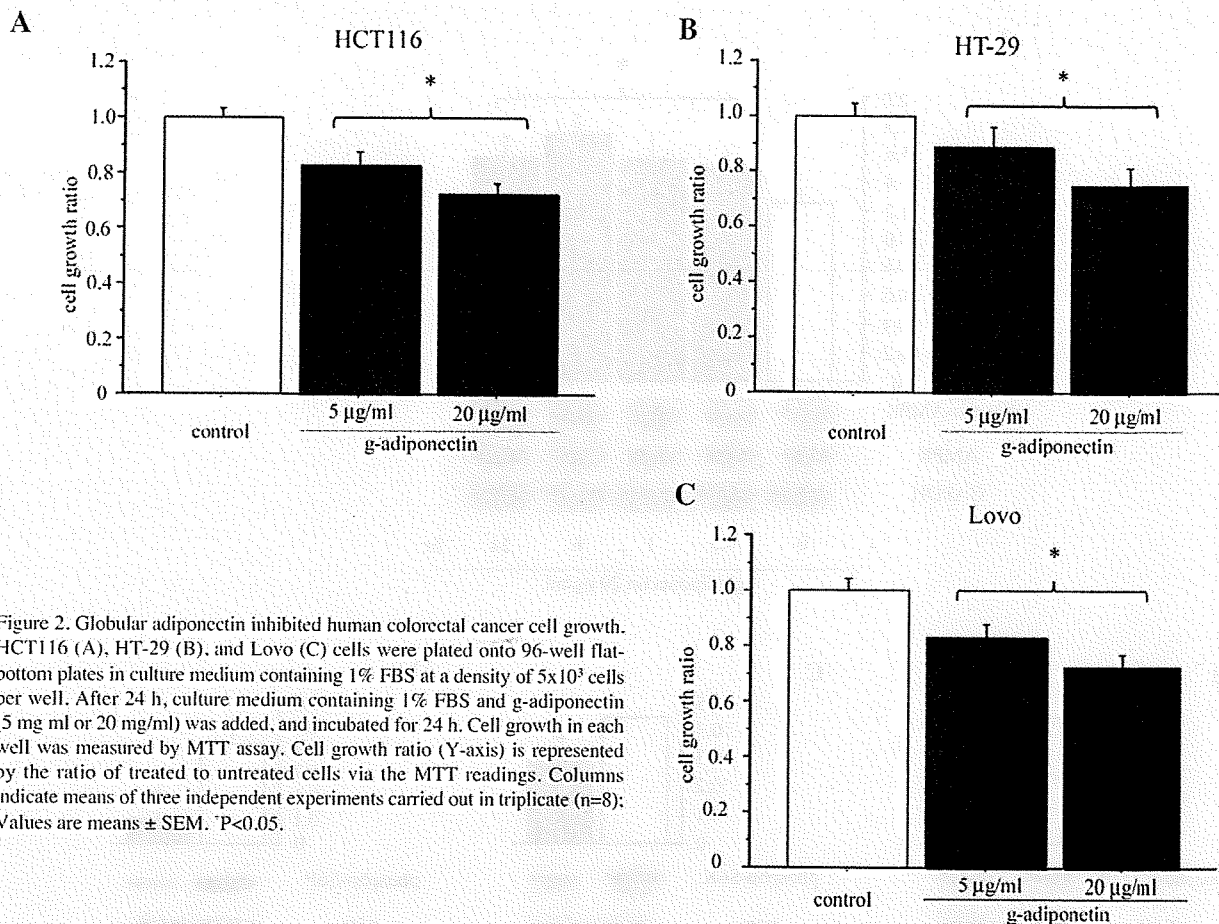 A
HCT116
1.2
1.0
0.8
0.6
0.4
0.2
0
cell growth ratio
*
5 µg/ml 20 µg/ml
control
g-adiponectin
B
HT-29
1.2
1.0
0.8
0.6
0.4
0.2
0
cell growth ratio
*
5 µg/ml 20 µg/ml
control
g-adiponectin
C
Lovo
1.2
1.0
0.8
0.6
0.4
0.2
0
cell growth ratio
*
5 µg/ml 20 µg/ml
control
g-adiponectin
Figure 2. Globular adiponectin inhibited human colorectal cancer cell growth.
HCT116 (A), HT-29 (B), and Lovo (C) cells were plated onto 96-well flat-
bottom plates in culture medium containing 1% FBS at a density of 5x10³ cells
per well. After 24 h, culture medium containing 1% FBS and g-adiponectin
(5 mg ml or 20 mg/ml) was added, and incubated for 24 h. Cell growth in each
well was measured by MTT assay. Cell growth ratio (Y-axis) is represented
by the ratio of treated to untreated cells via the MTT readings. Columns
indicate means of three independent experiments carried out in triplicate (n=8);
Values are means ± SEM. *P<0.05.